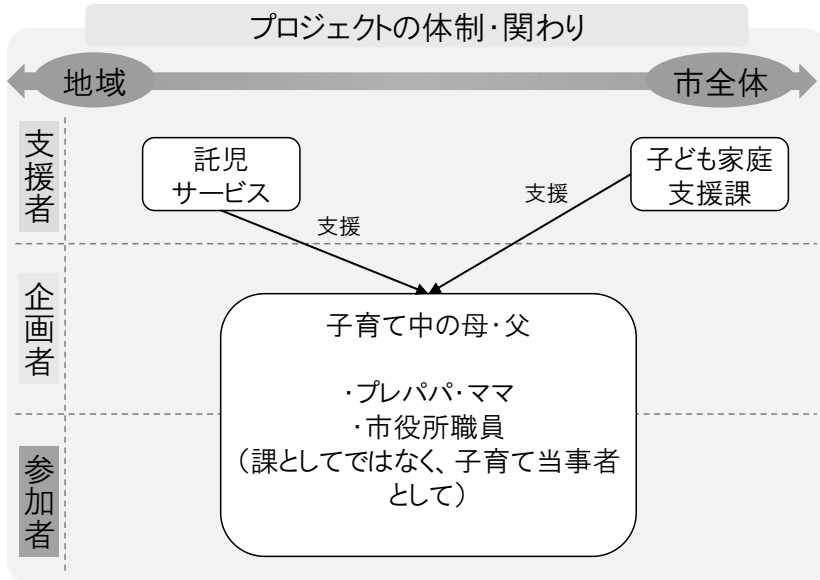 プロジェクトの体制・関わり
地域
市全体
支援者
託児
サービス
子ども家庭
支援課
支援
支援
企画者
子育て中の母・父
・プレパパ・ママ
・市役所職員
（課としてではなく、子育て当事者
として）
参加者